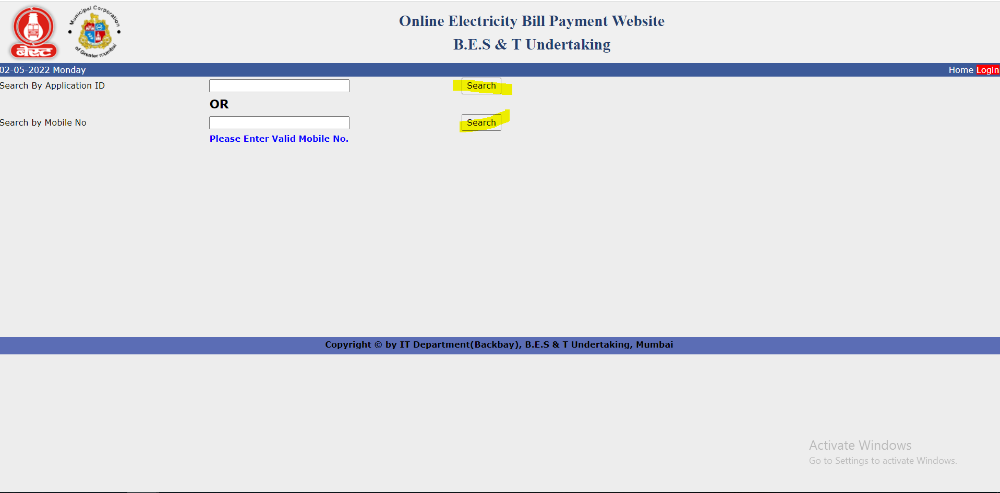 बेस्ट
Municipal Corporation
of Greater mumbai
Online Electricity Bill Payment Website
B.E.S & T Undertaking
02-05-2022 Monday Home Login
Search By Application ID Search
OR
Search by Mobile No Search
Please Enter Valid Mobile No.
Copyright © by IT Department(Backbay), B.E.S & T Undertaking, Mumbai
Activate Windows
Go to Settings to activate Windows.